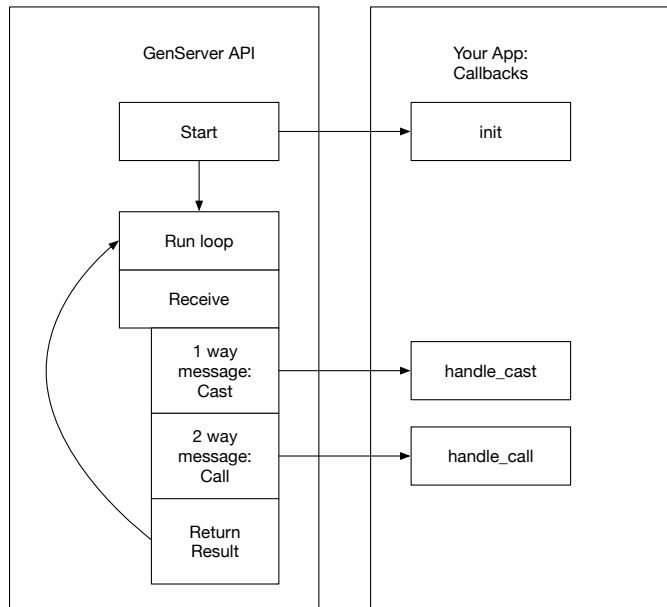 GenServer API
Your App:
Callbacks
Start
init
Run loop
Receive
1 way
message:
Cast
handle_cast
2 way
message:
Call
handle_call
Return
Result